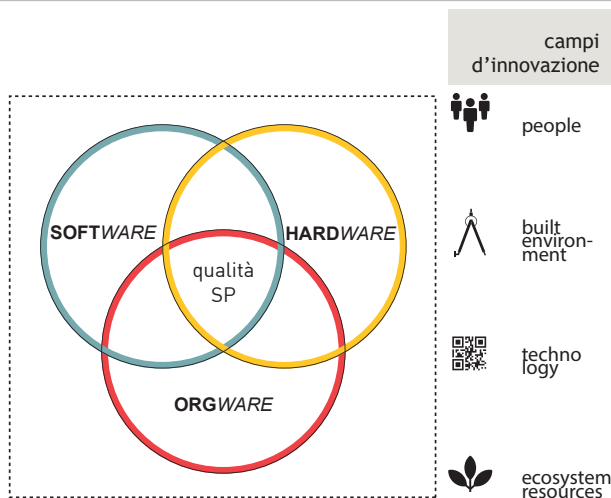 campi
d’innovazione
people
SOFTWARE
HARDWARE
built
environ-
ment
qualità
SP
techno
logy
ORGWARE
ecosystem
resources